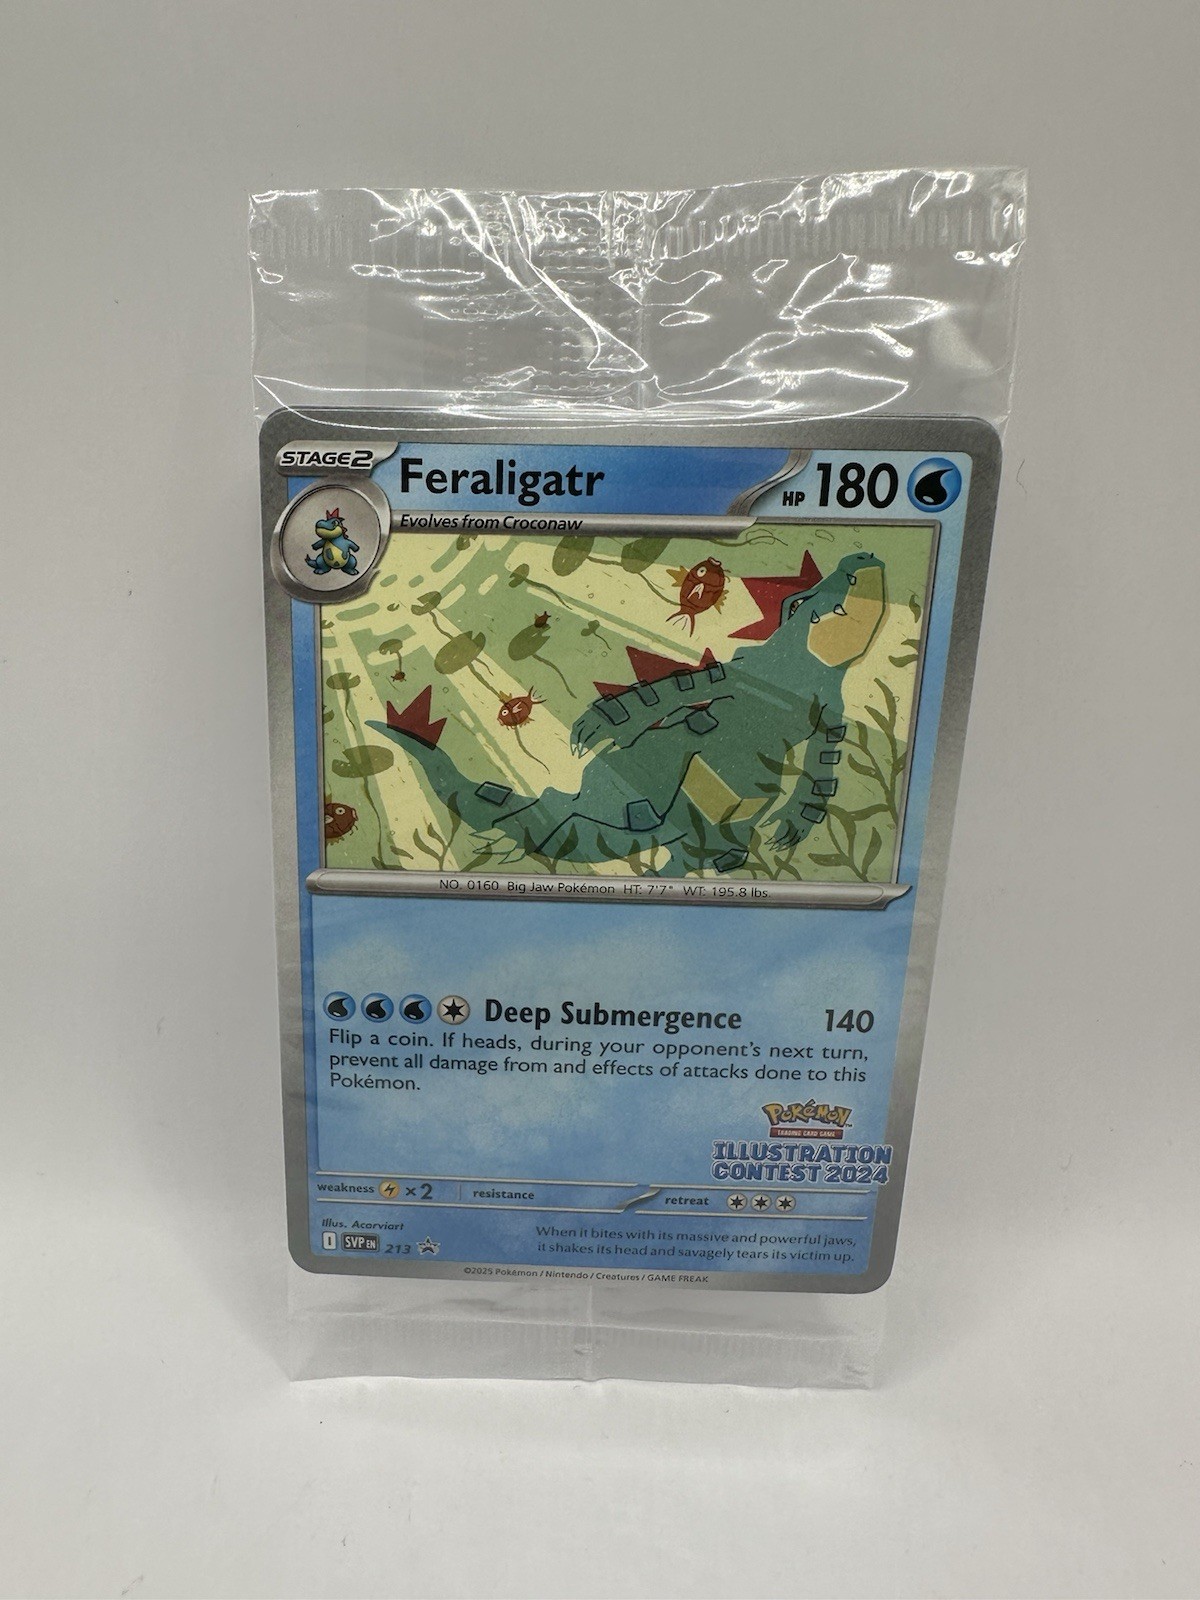 STAGE2
Feraligatr
HP 180
Evolves from Croconaw
NO. 0160 Big Jaw Pokémon HT: 7'7" WT: 195.8 lbs.
Deep Submergence 140
Flip a coin. If heads, during your opponent's next turn,
prevent all damage from and effects of attacks done to this
Pokémon.
POKéMON
TRADING CARD GAME
ILLUSTRATION
CONTEST 2024
weakness ×2 resistance retreat
Illus. Acarviart
I SVP EN 213
When it bites with its massive and powerful jaws,
it shakes its head and savagely tears its victim up.
©2025 Pokémon / Nintendo / Creatures / GAME FREAK